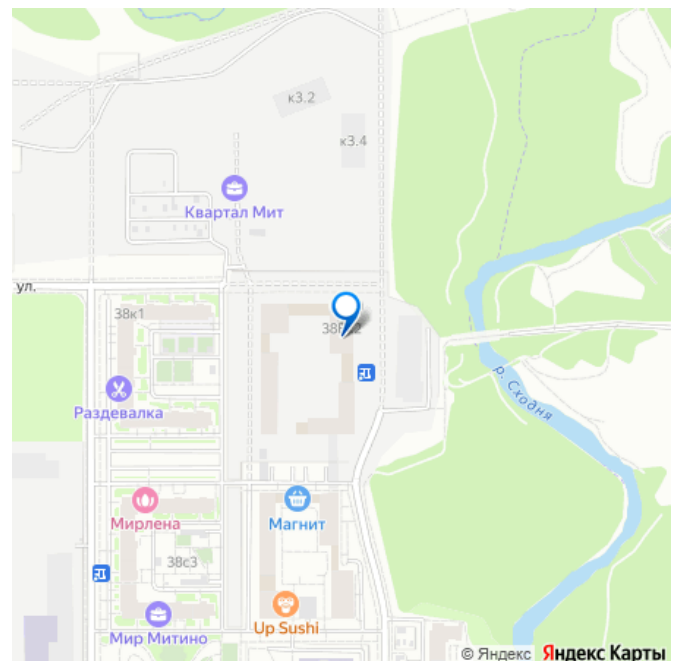 к3.2
к3.4
Квартал Мит
ул.
38к1
Раздевалка
р. Сходня
Мирлена
Магнит
38с3
Up Sushi
Мир Митино
© Яндекс Яндекс Карты